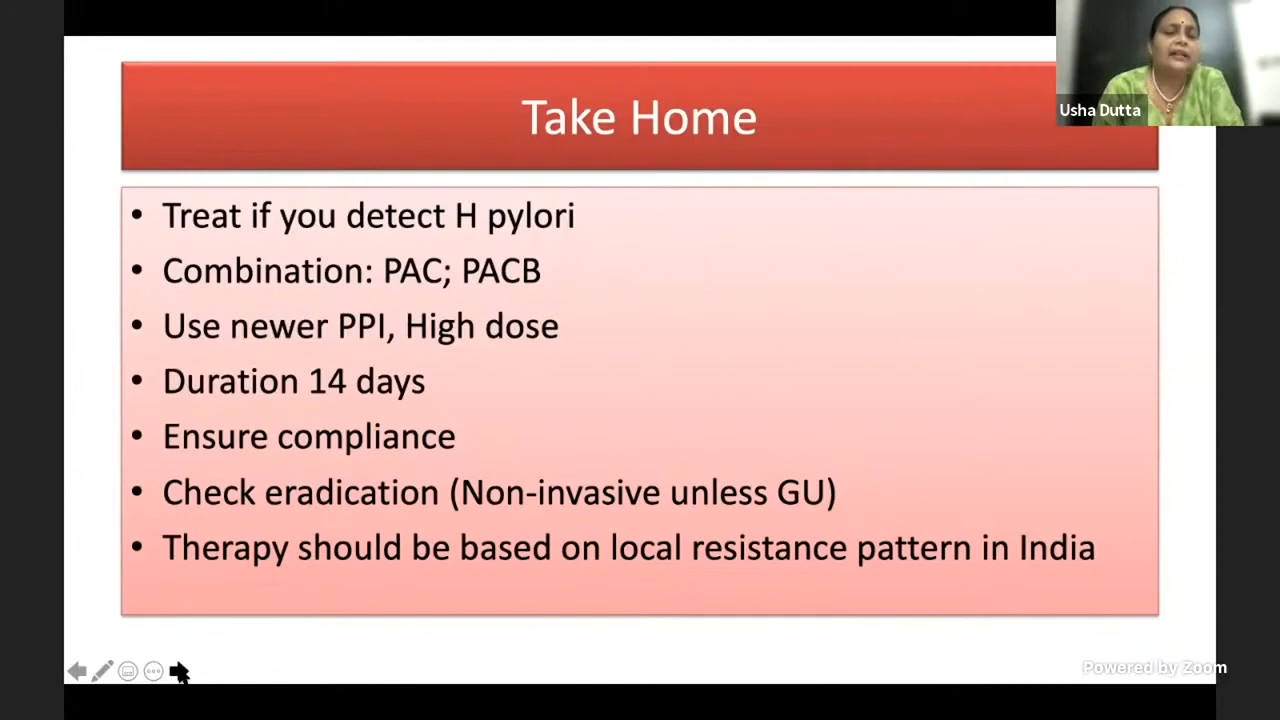 Take Home
Usha Dutta
• Treat if you detect H pylori
• Combination: PAC; PACB
• Use newer PPI, High dose
• Duration 14 days
• Ensure compliance
• Check eradication (Non-invasive unless GU)
• Therapy should be based on local resistance pattern in India
Powered by Zoom